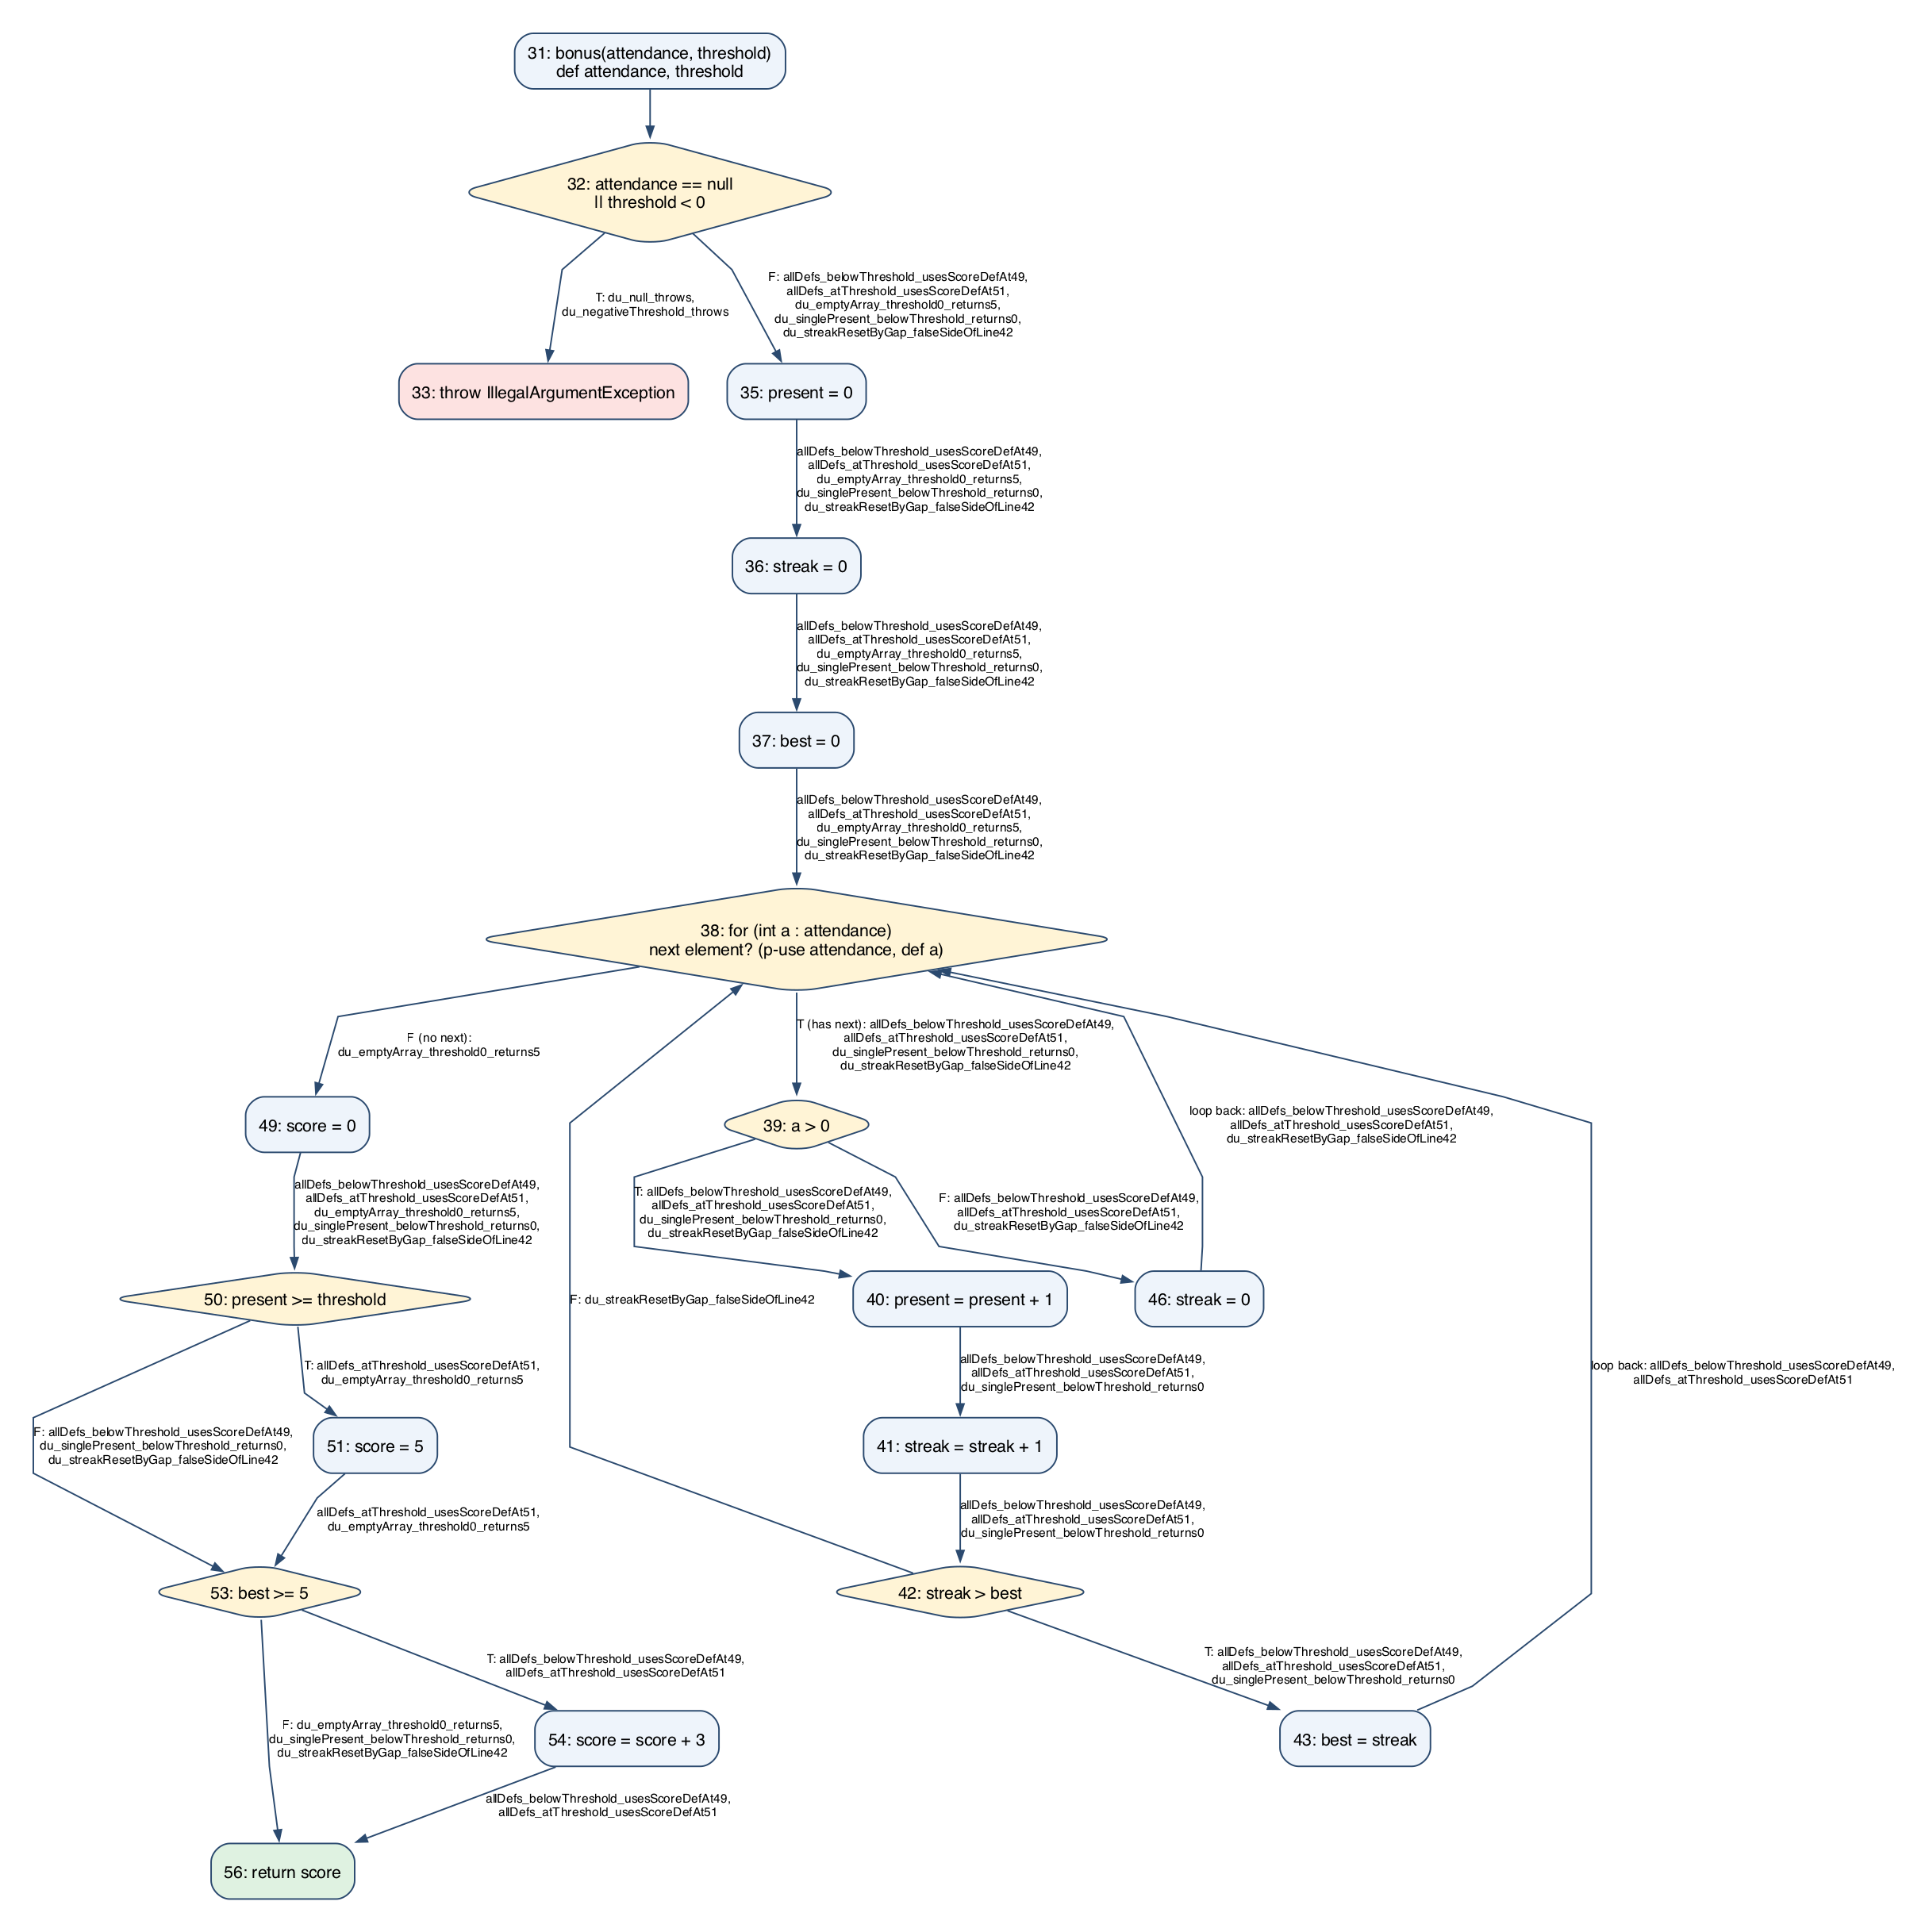 31: bonus(attendance, threshold)
def attendance, threshold
32: attendance == null
|| threshold < 0
T: du_null_throws,
du_negativeThreshold_throws
F: allDefs_belowThreshold_usesScoreDefAt49,
allDefs_atThreshold_usesScoreDefAt51,
du_emptyArray_threshold0_returns5,
du_singlePresent_belowThreshold_returns0,
du_streakResetByGap_falseSideOfLine42
33: throw IllegalArgumentException
35: present = 0
allDefs_belowThreshold_usesScoreDefAt49,
allDefs_atThreshold_usesScoreDefAt51,
du_emptyArray_threshold0_returns5,
du_singlePresent_belowThreshold_returns0,
du_streakResetByGap_falseSideOfLine42
36: streak = 0
allDefs_belowThreshold_usesScoreDefAt49,
allDefs_atThreshold_usesScoreDefAt51,
du_emptyArray_threshold0_returns5,
du_singlePresent_belowThreshold_returns0,
du_streakResetByGap_falseSideOfLine42
37: best = 0
allDefs_belowThreshold_usesScoreDefAt49,
allDefs_atThreshold_usesScoreDefAt51,
du_emptyArray_threshold0_returns5,
du_singlePresent_belowThreshold_returns0,
du_streakResetByGap_falseSideOfLine42
38: for (int a : attendance)
next element? (p-use attendance, def a)
F (no next):
du_emptyArray_threshold0_returns5
T (has next): allDefs_belowThreshold_usesScoreDefAt49,
allDefs_atThreshold_usesScoreDefAt51,
du_singlePresent_belowThreshold_returns0,
du_streakResetByGap_falseSideOfLine42
loop back: allDefs_belowThreshold_usesScoreDefAt49,
allDefs_atThreshold_usesScoreDefAt51,
du_streakResetByGap_falseSideOfLine42
49: score = 0
39: a > 0
allDefs_belowThreshold_usesScoreDefAt49,
allDefs_atThreshold_usesScoreDefAt51,
du_emptyArray_threshold0_returns5,
du_singlePresent_belowThreshold_returns0,
du_streakResetByGap_falseSideOfLine42
T: allDefs_belowThreshold_usesScoreDefAt49,
allDefs_atThreshold_usesScoreDefAt51,
du_singlePresent_belowThreshold_returns0,
du_streakResetByGap_falseSideOfLine42
F: allDefs_belowThreshold_usesScoreDefAt49,
allDefs_atThreshold_usesScoreDefAt51,
du_streakResetByGap_falseSideOfLine42
50: present >= threshold
F: du_streakResetByGap_falseSideOfLine42
40: present = present + 1
46: streak = 0
T: allDefs_atThreshold_usesScoreDefAt51,
du_emptyArray_threshold0_returns5
allDefs_belowThreshold_usesScoreDefAt49,
allDefs_atThreshold_usesScoreDefAt51,
du_singlePresent_belowThreshold_returns0
loop back: allDefs_belowThreshold_usesScoreDefAt49,
allDefs_atThreshold_usesScoreDefAt51
F: allDefs_belowThreshold_usesScoreDefAt49,
du_singlePresent_belowThreshold_returns0,
du_streakResetByGap_falseSideOfLine42
51: score = 5
41: streak = streak + 1
allDefs_atThreshold_usesScoreDefAt51,
du_emptyArray_threshold0_returns5
allDefs_belowThreshold_usesScoreDefAt49,
allDefs_atThreshold_usesScoreDefAt51,
du_singlePresent_belowThreshold_returns0
53: best >= 5
42: streak > best
T: allDefs_belowThreshold_usesScoreDefAt49,
allDefs_atThreshold_usesScoreDefAt51
T: allDefs_belowThreshold_usesScoreDefAt49,
allDefs_atThreshold_usesScoreDefAt51,
du_singlePresent_belowThreshold_returns0
F: du_emptyArray_threshold0_returns5,
du_singlePresent_belowThreshold_returns0,
du_streakResetByGap_falseSideOfLine42
54: score = score + 3
43: best = streak
allDefs_belowThreshold_usesScoreDefAt49,
allDefs_atThreshold_usesScoreDefAt51
56: return score